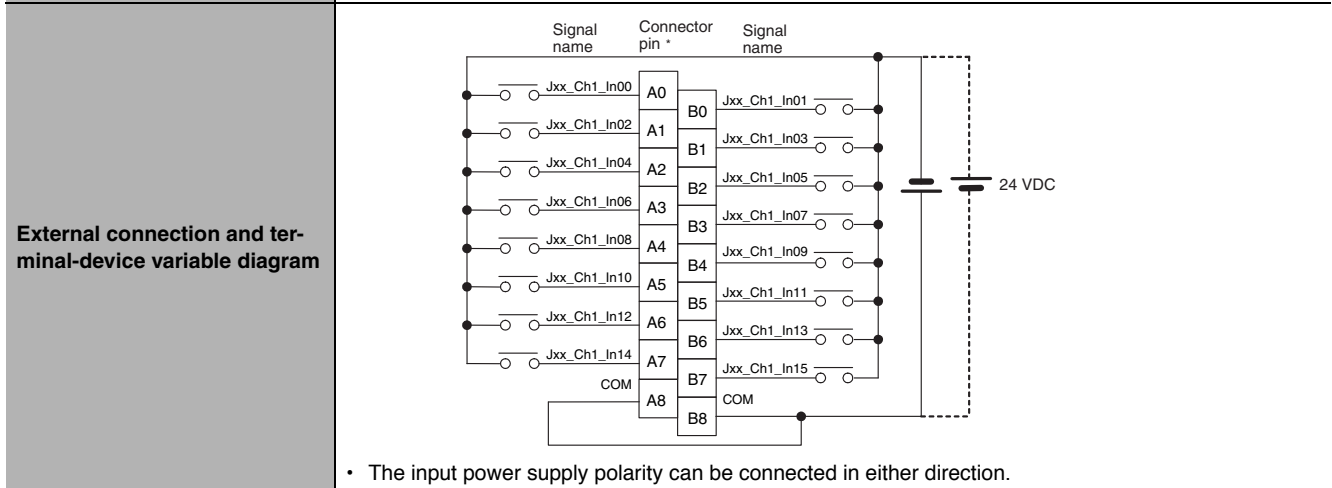 External connection and ter-
minal-device variable diagram
Signal
name
Connector
pin *
Signal
name
Jxx_Ch1_In00
A0
B0
Jxx_Ch1_In01
Jxx_Ch1_In02
A1
B1
Jxx_Ch1_In03
Jxx_Ch1_In04
A2
B2
Jxx_Ch1_In05
Jxx_Ch1_In06
A3
B3
Jxx_Ch1_In07
Jxx_Ch1_In08
A4
B4
Jxx_Ch1_In09
Jxx_Ch1_In10
A5
B5
Jxx_Ch1_In11
Jxx_Ch1_In12
A6
B6
Jxx_Ch1_In13
Jxx_Ch1_In14
A7
B7
Jxx_Ch1_In15
COM
A8
B8
COM
24 VDC
• The input power supply polarity can be connected in either direction.